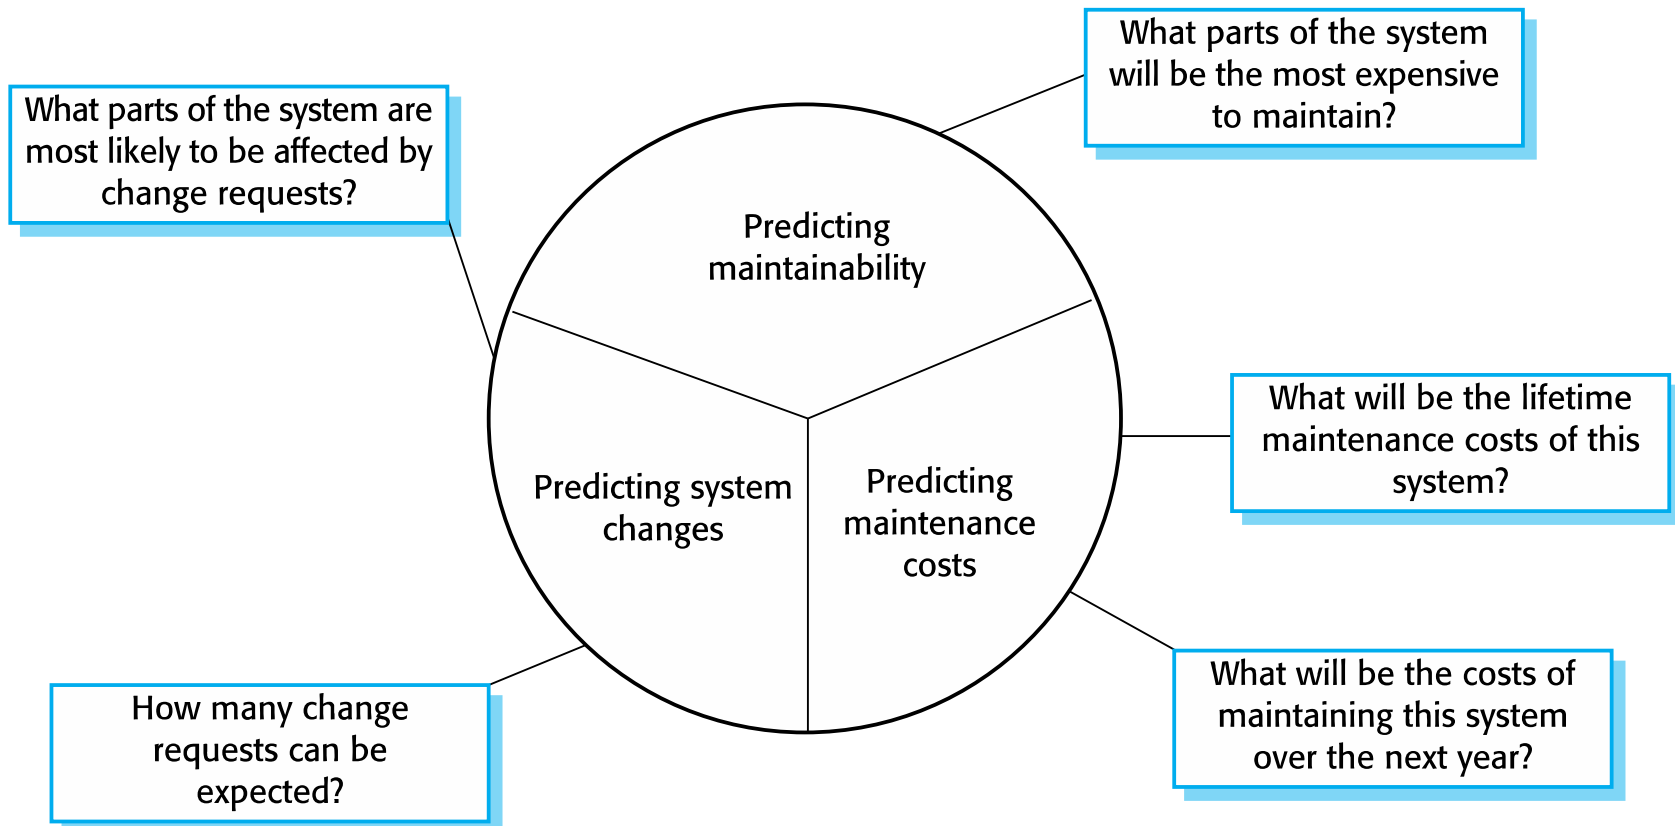 What parts of the system
will be the most expensive
to maintain?
What parts of the system are
most likely to be affected by
change requests?
Predicting
maintainability
What will be the lifetime
maintenance costs of this
system?
Predicting system
changes
Predicting
maintenance
costs
What will be the costs of
maintaining this system
over the next year?
How many change
requests can be
expected?